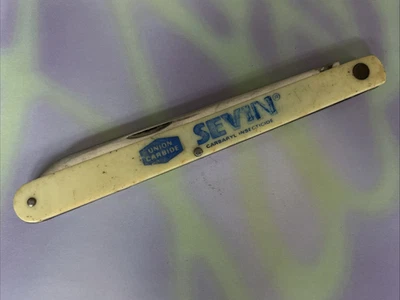 UNION
CARBIDE
SEVIN®
CARBARYL INSECTICIDE